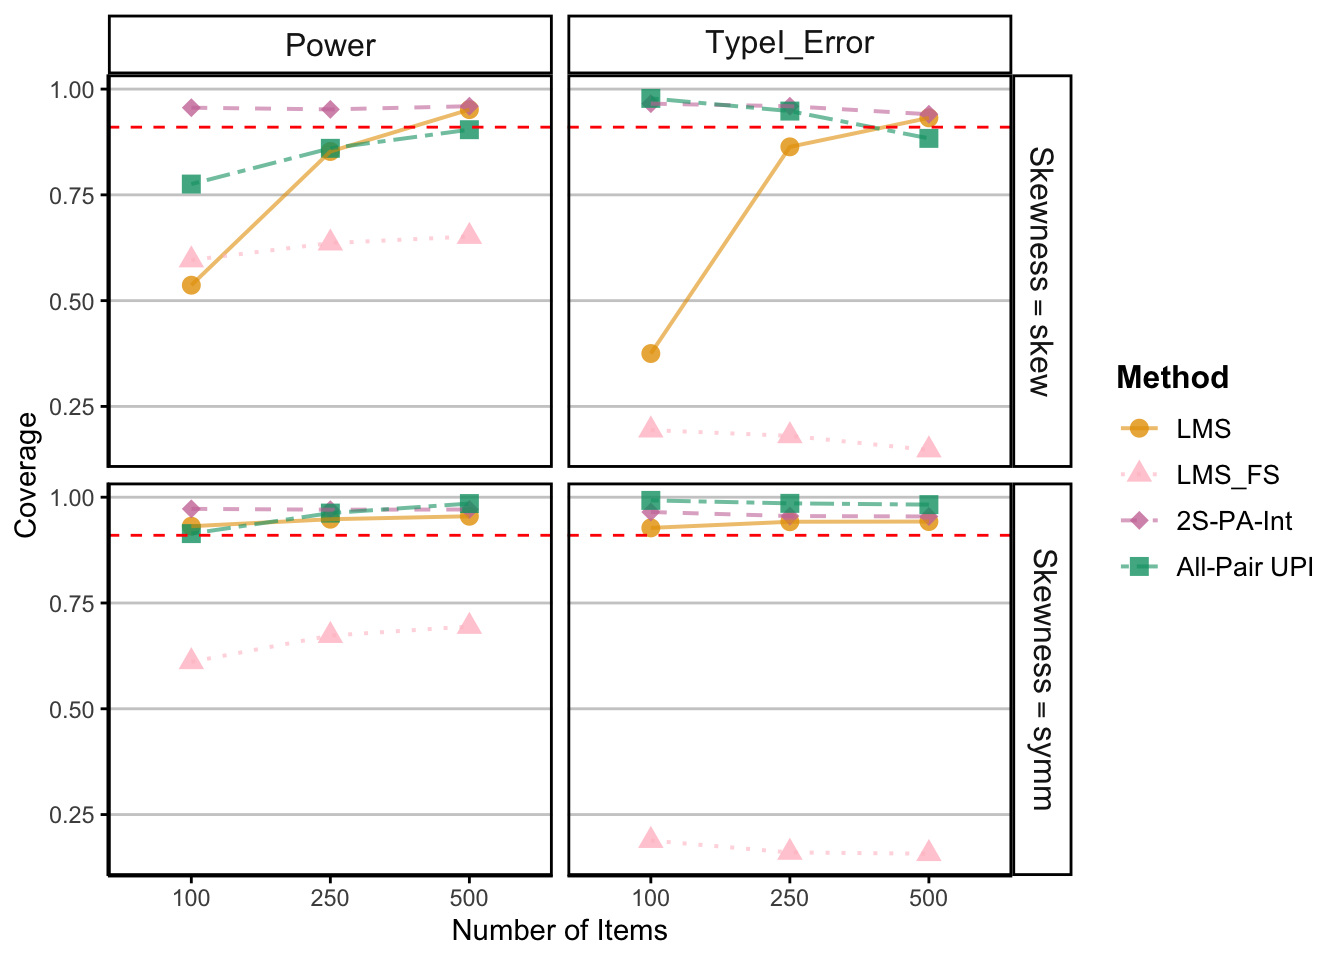 Power
TypeI_Error
1.00
0.75
0.50
0.25
Skewness = skew
1.00
0.75
0.50
0.25
Skewness = symm
Coverage
100
250
500
100
250
500
Number of Items
Method
LMS
LMS_FS
2S-PA-Int
All-Pair UPI